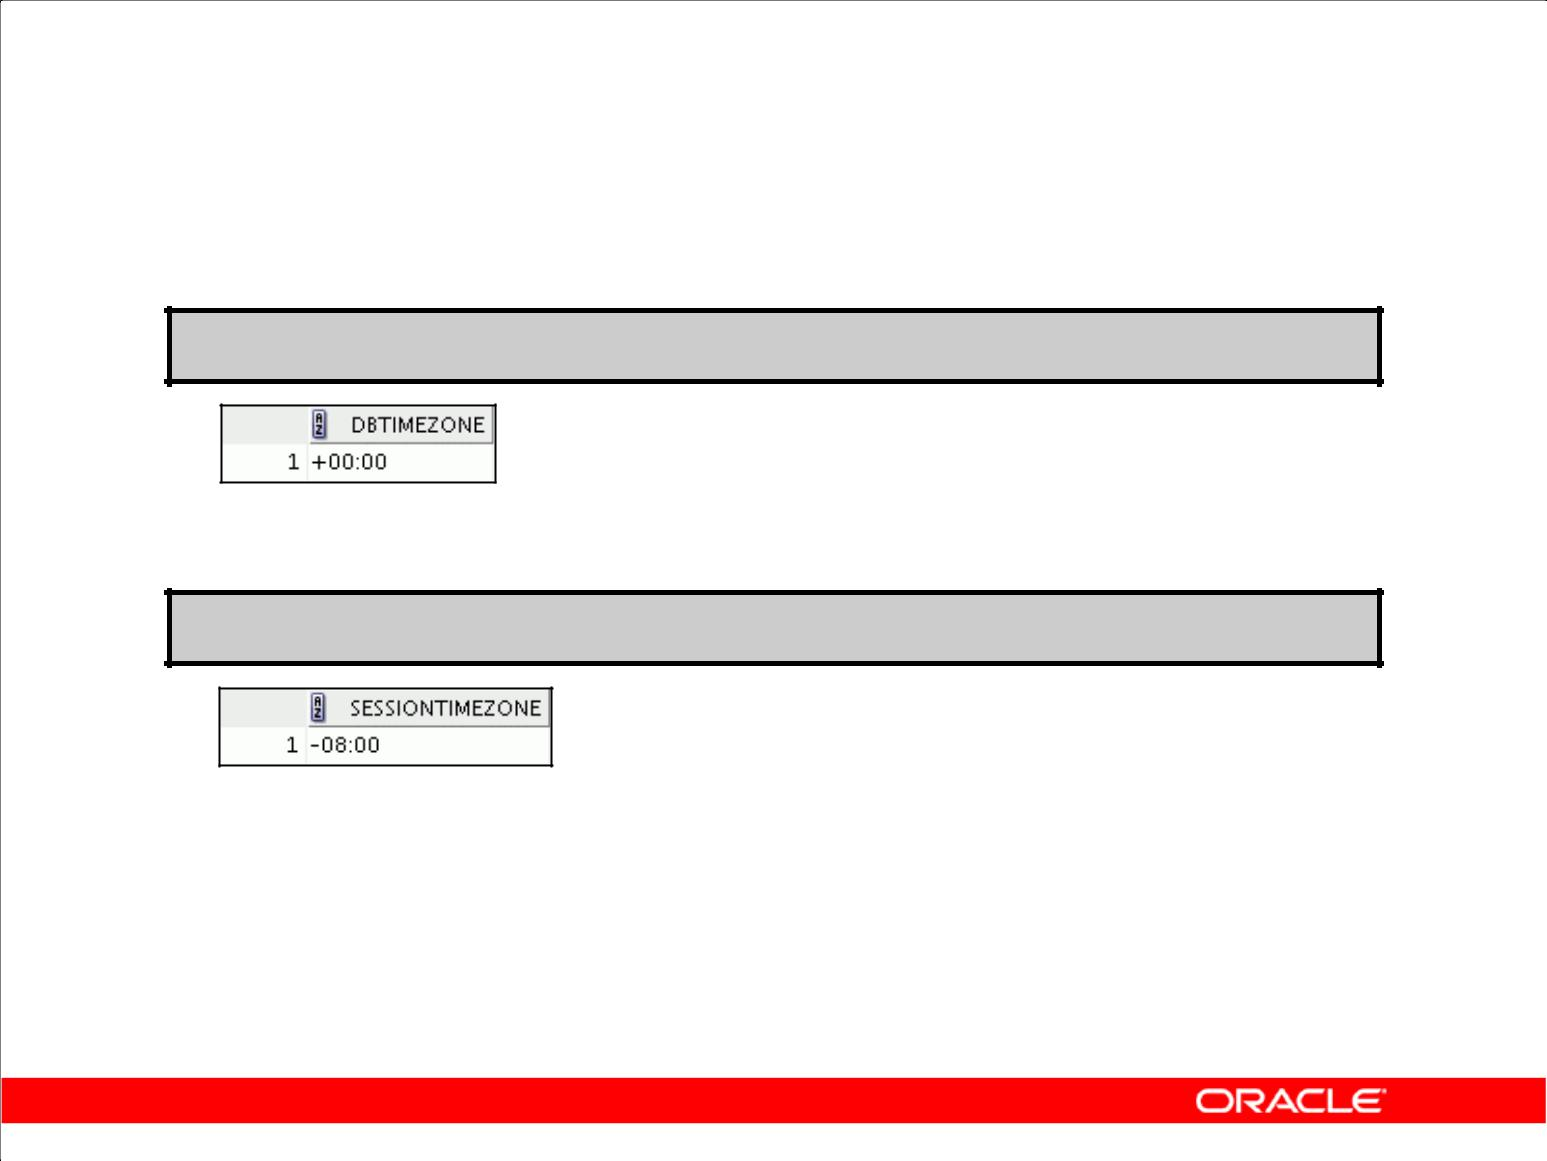 DBTIMEZONE
1 +00:00
SESSIONTIMEZONE
1 -08:00
ORACLE